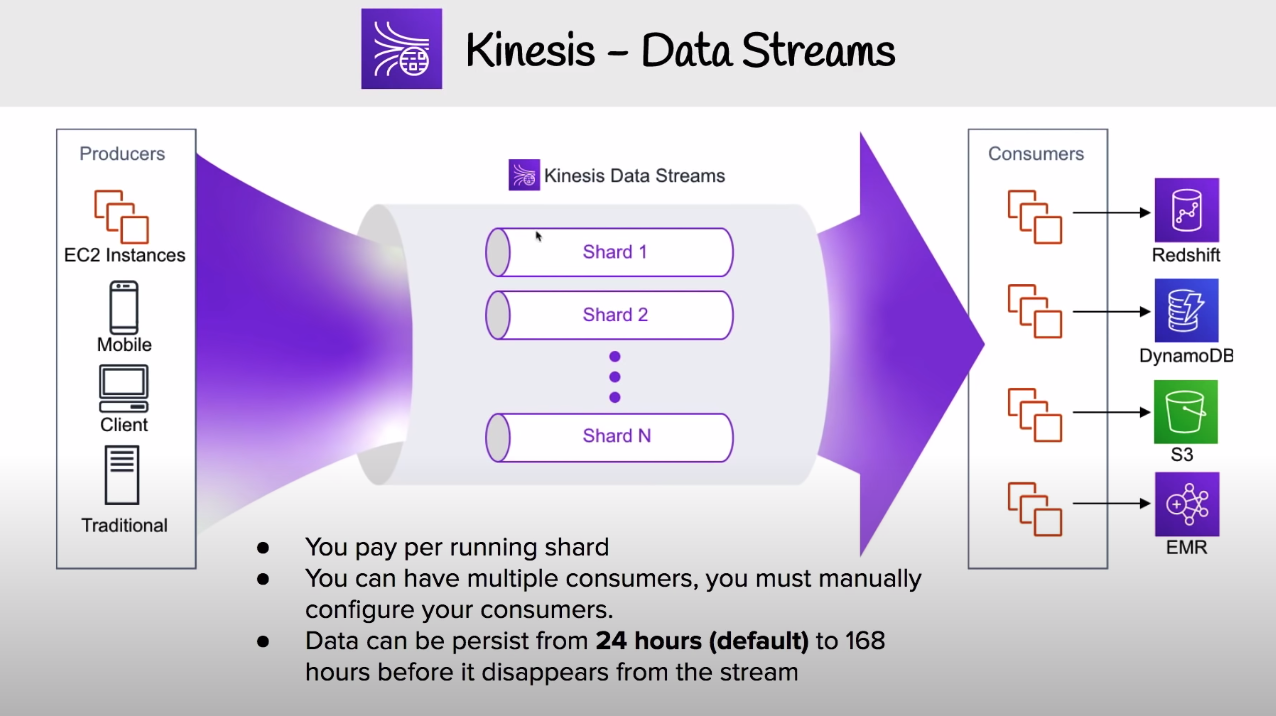 Kinesis – Data Streams
Producers
EC2 Instances
Mobile
Client
Traditional
Kinesis Data Streams
Shard 1
Shard 2
Shard N
Consumers
Redshift
DynamoDB
S3
EMR
● You pay per running shard
● You can have multiple consumers, you must manually
configure your consumers.
● Data can be persist from 24 hours (default) to 168
hours before it disappears from the stream